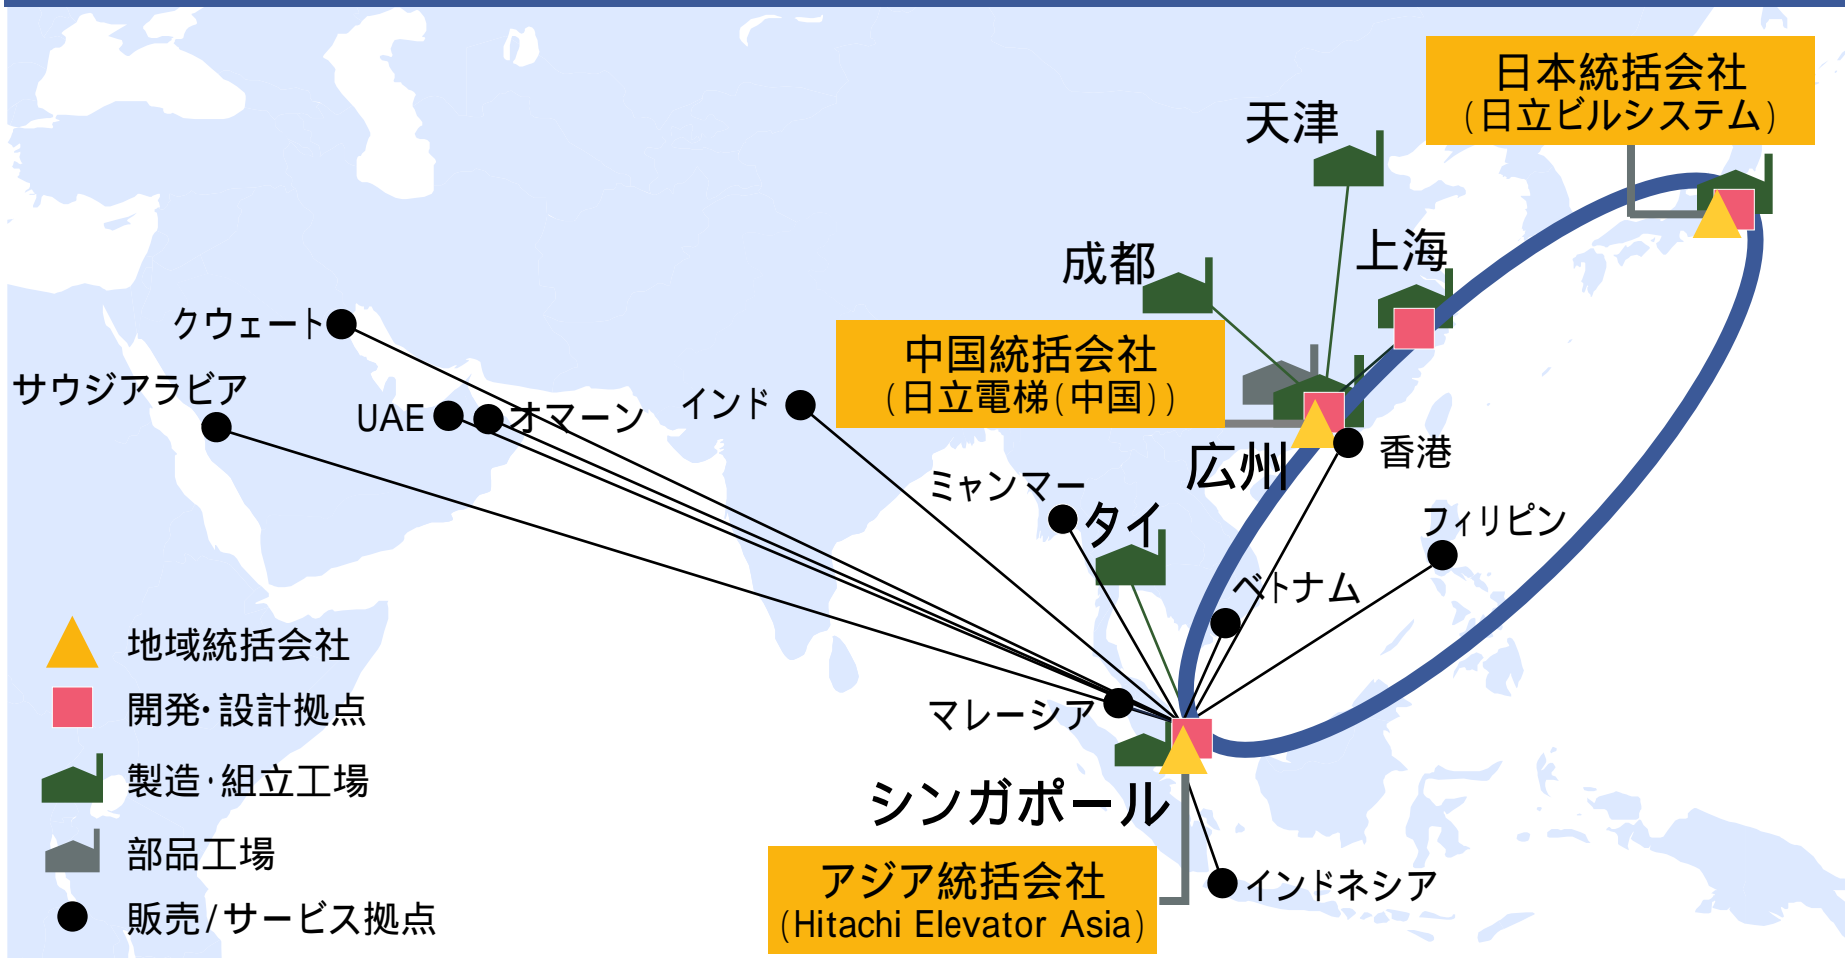 日本統括会社
(日立ビルシステム)
天津
上海
成都
中国統括会社
(日立電梯(中国))
クウェート
サウジアラビア
UAE
オマーン
インド
広州
香港
ミャンマー
タイ
フィリピン
ベトナム
マレーシア
シンガポール
アジア統括会社
(Hitachi Elevator Asia)
インドネシア
地域統括会社
開発・設計拠点
製造・組立工場
部品工場
販売/サービス拠点